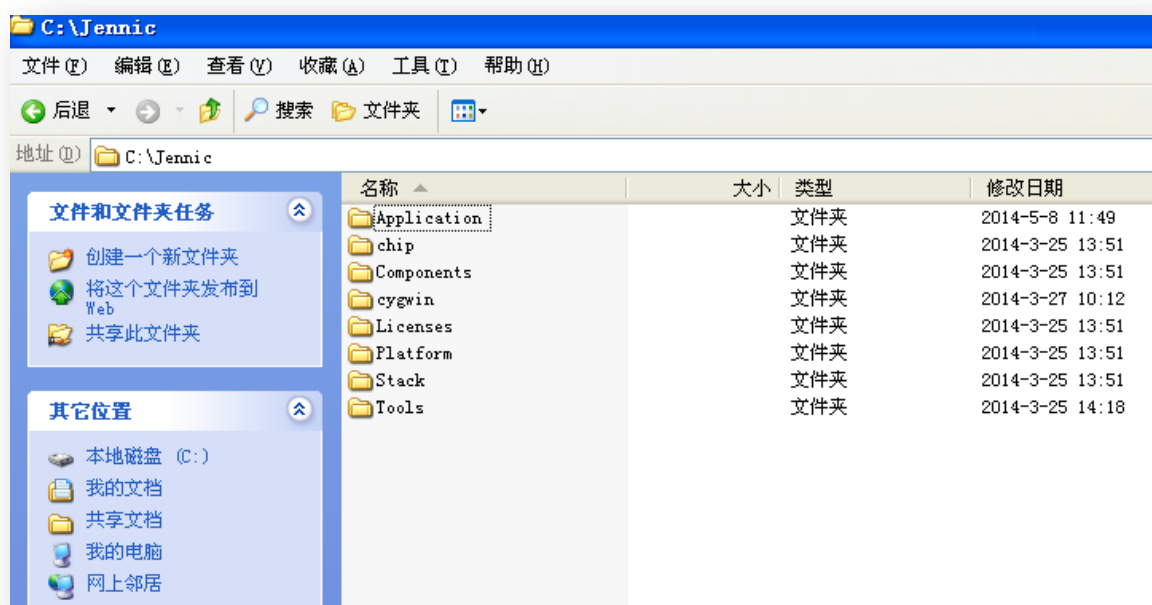 C:\Jennic
文件(F) 编辑(E) 查看(V) 收藏(A) 工具(T) 帮助(H)
后退 搜索 文件夹
地址(D) C:\Jennic
名称 大小 类型 修改日期
文件和文件夹任务
创建一个新文件夹
将这个文件夹发布到
Web
共享此文件夹
其它位置
本地磁盘 (C:)
我的文档
共享文档
我的电脑
网上邻居
Application 文件夹 2014-5-8 11:49
chip 文件夹 2014-3-25 13:51
Components 文件夹 2014-3-25 13:51
cygwin 文件夹 2014-3-27 10:12
Licenses 文件夹 2014-3-25 13:51
Platform 文件夹 2014-3-25 13:51
Stack 文件夹 2014-3-25 13:51
Tools 文件夹 2014-3-25 14:18